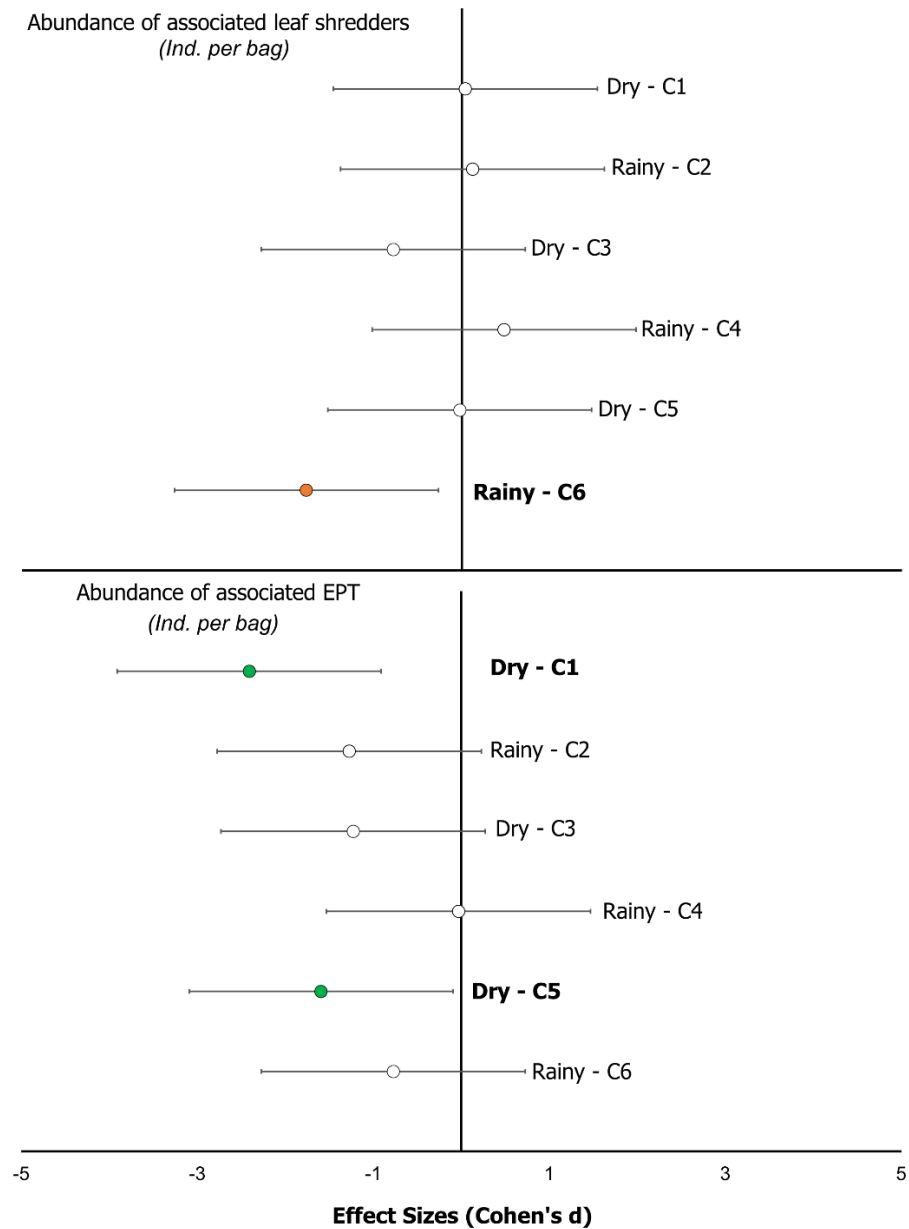 Abundance of associated leaf shredders
(Ind. per bag)
Dry - C1
Rainy - C2
Dry - C3
Rainy - C4
Dry - C5
Rainy - C6
Abundance of associated EPT
(Ind. per bag)
Dry - C1
Rainy - C2
Dry - C3
Rainy - C4
Dry - C5
Rainy - C6
-5 -3 -1 1 3 5
Effect Sizes (Cohen's d)